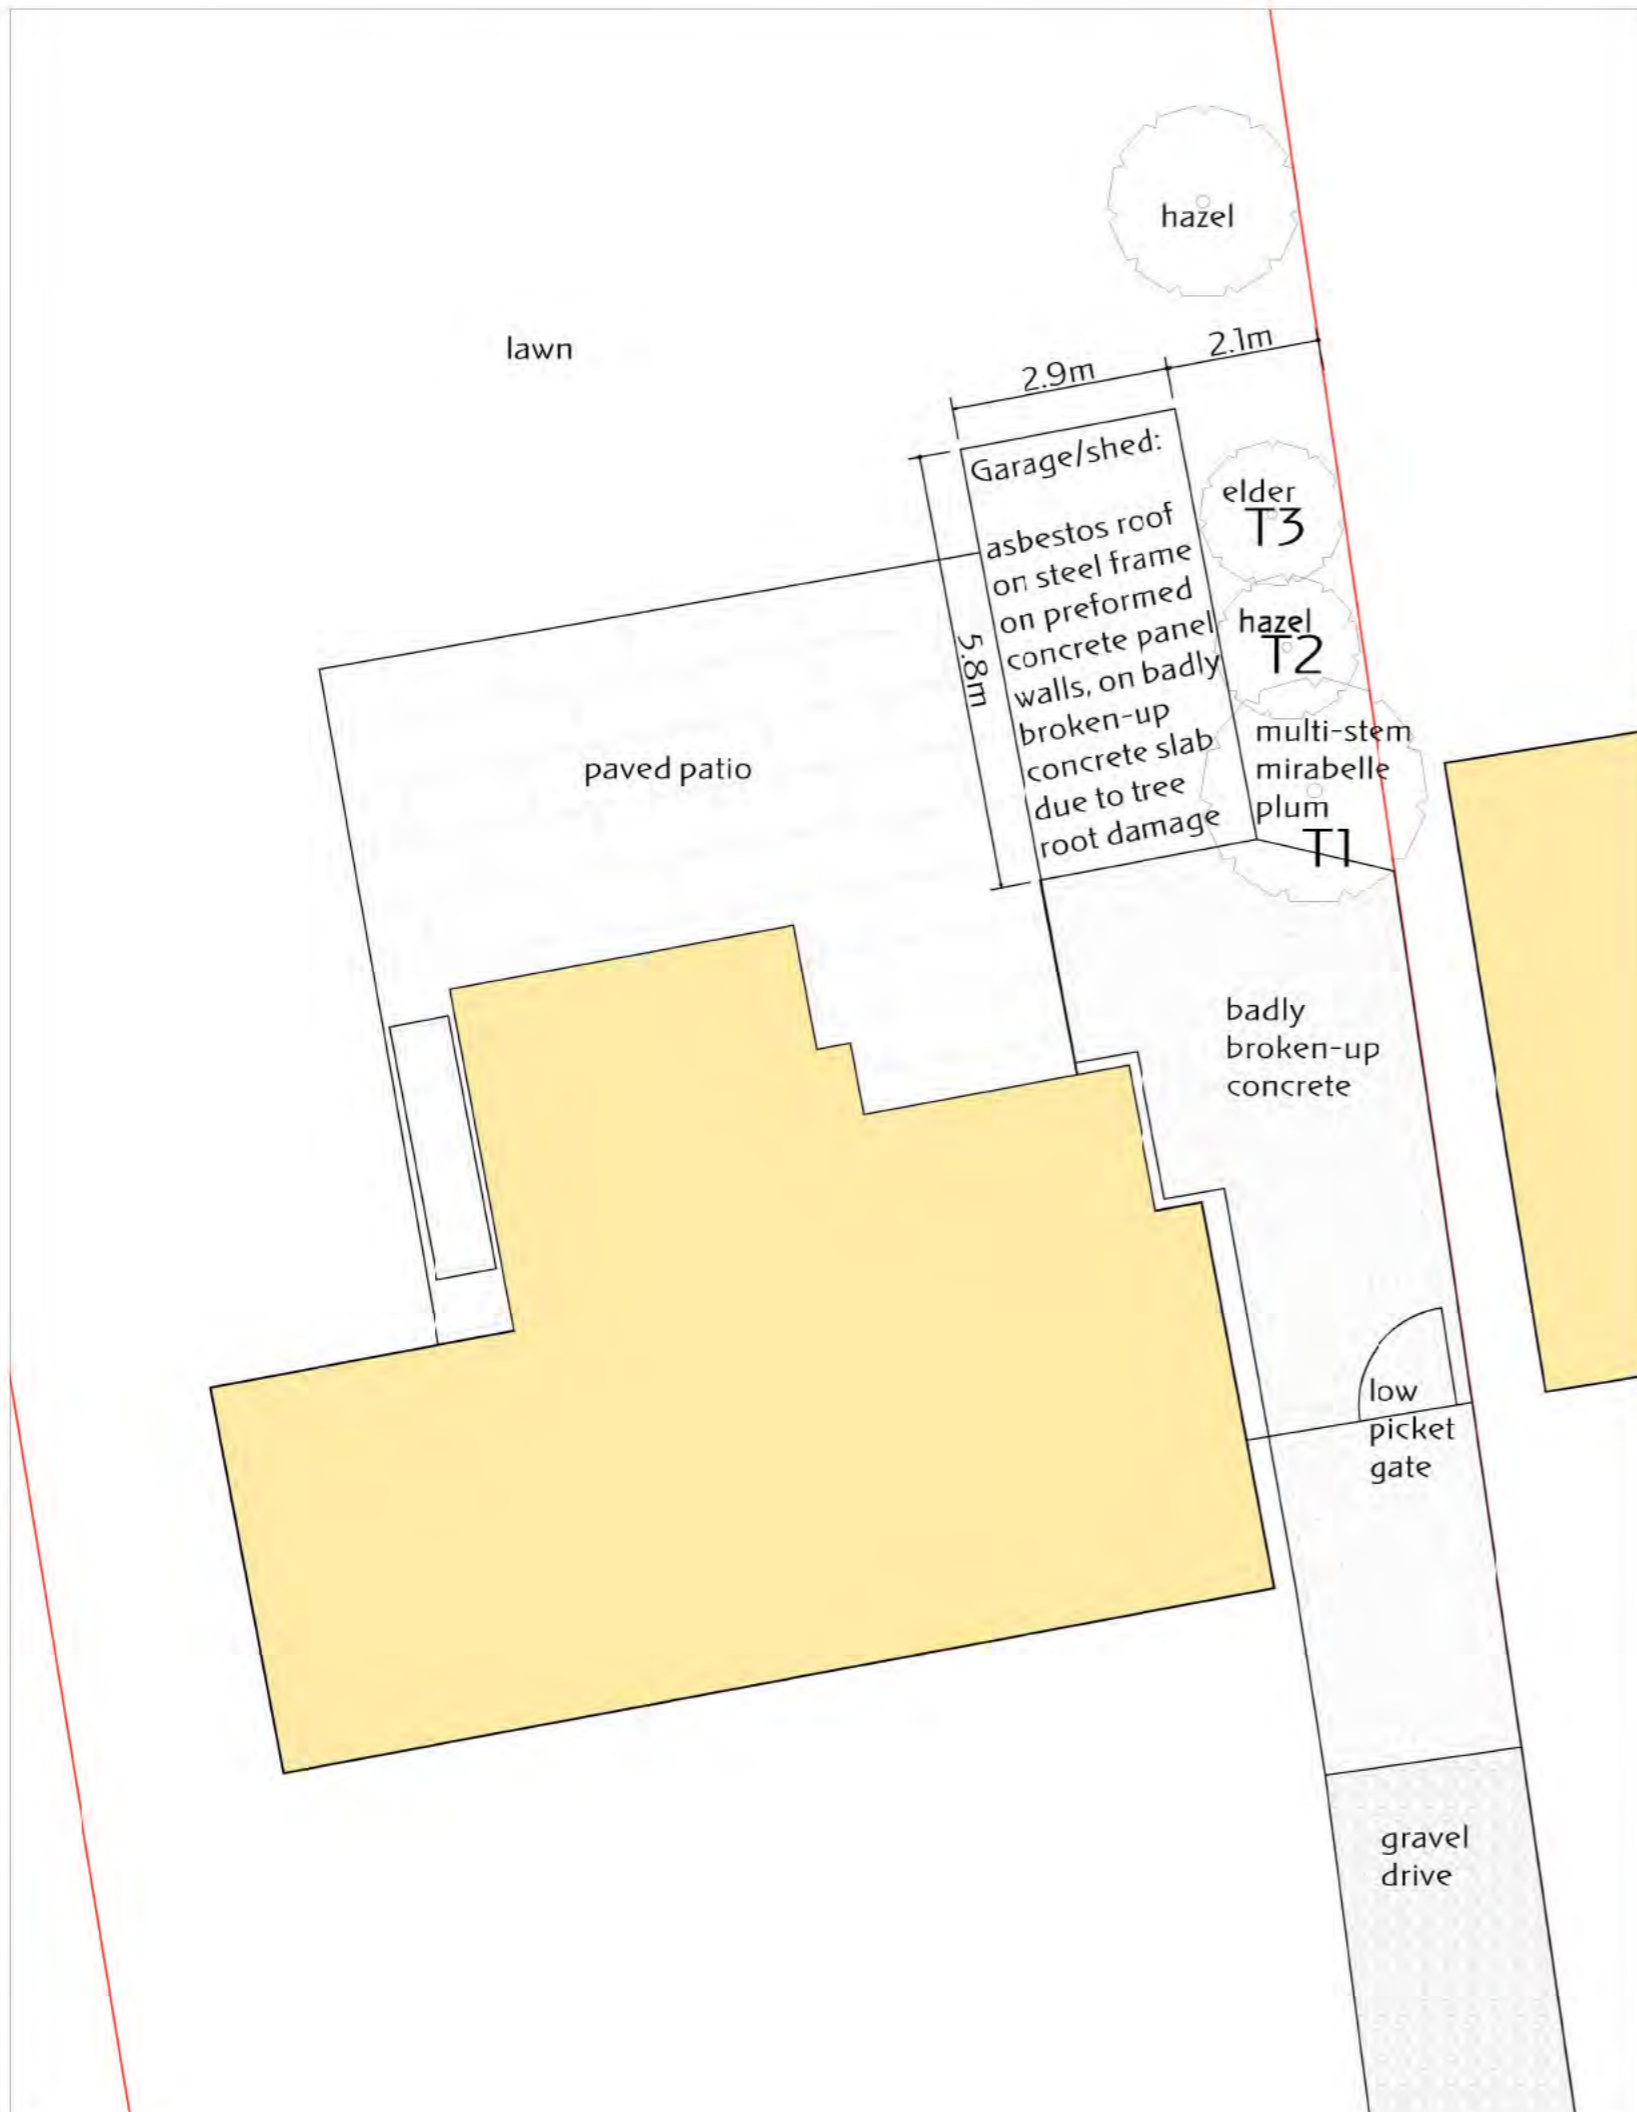 hazel
lawn
2.9m
2.1m
Garage/shed:
asbestos roof
on steel frame
on preformed
concrete panel
walls, on badly
broken-up
concrete slab
due to tree
root damage
5.8m
elder
T3
hazel
T2
multi-stem
mirabelle
plum
T1
paved patio
badly
broken-up
concrete
low
picket
gate
gravel
drive